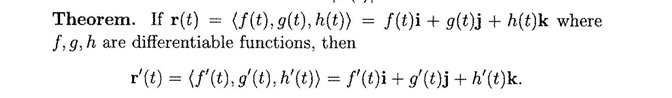 Theorem. If r(t) = ⟨f(t), g(t), h(t)⟩ = f(t)i + g(t)j + h(t)k where
f, g, h are differentiable functions, then
r′(t) = ⟨f′(t), g′(t), h′(t)⟩ = f′(t)i + g′(t)j + h′(t)k.